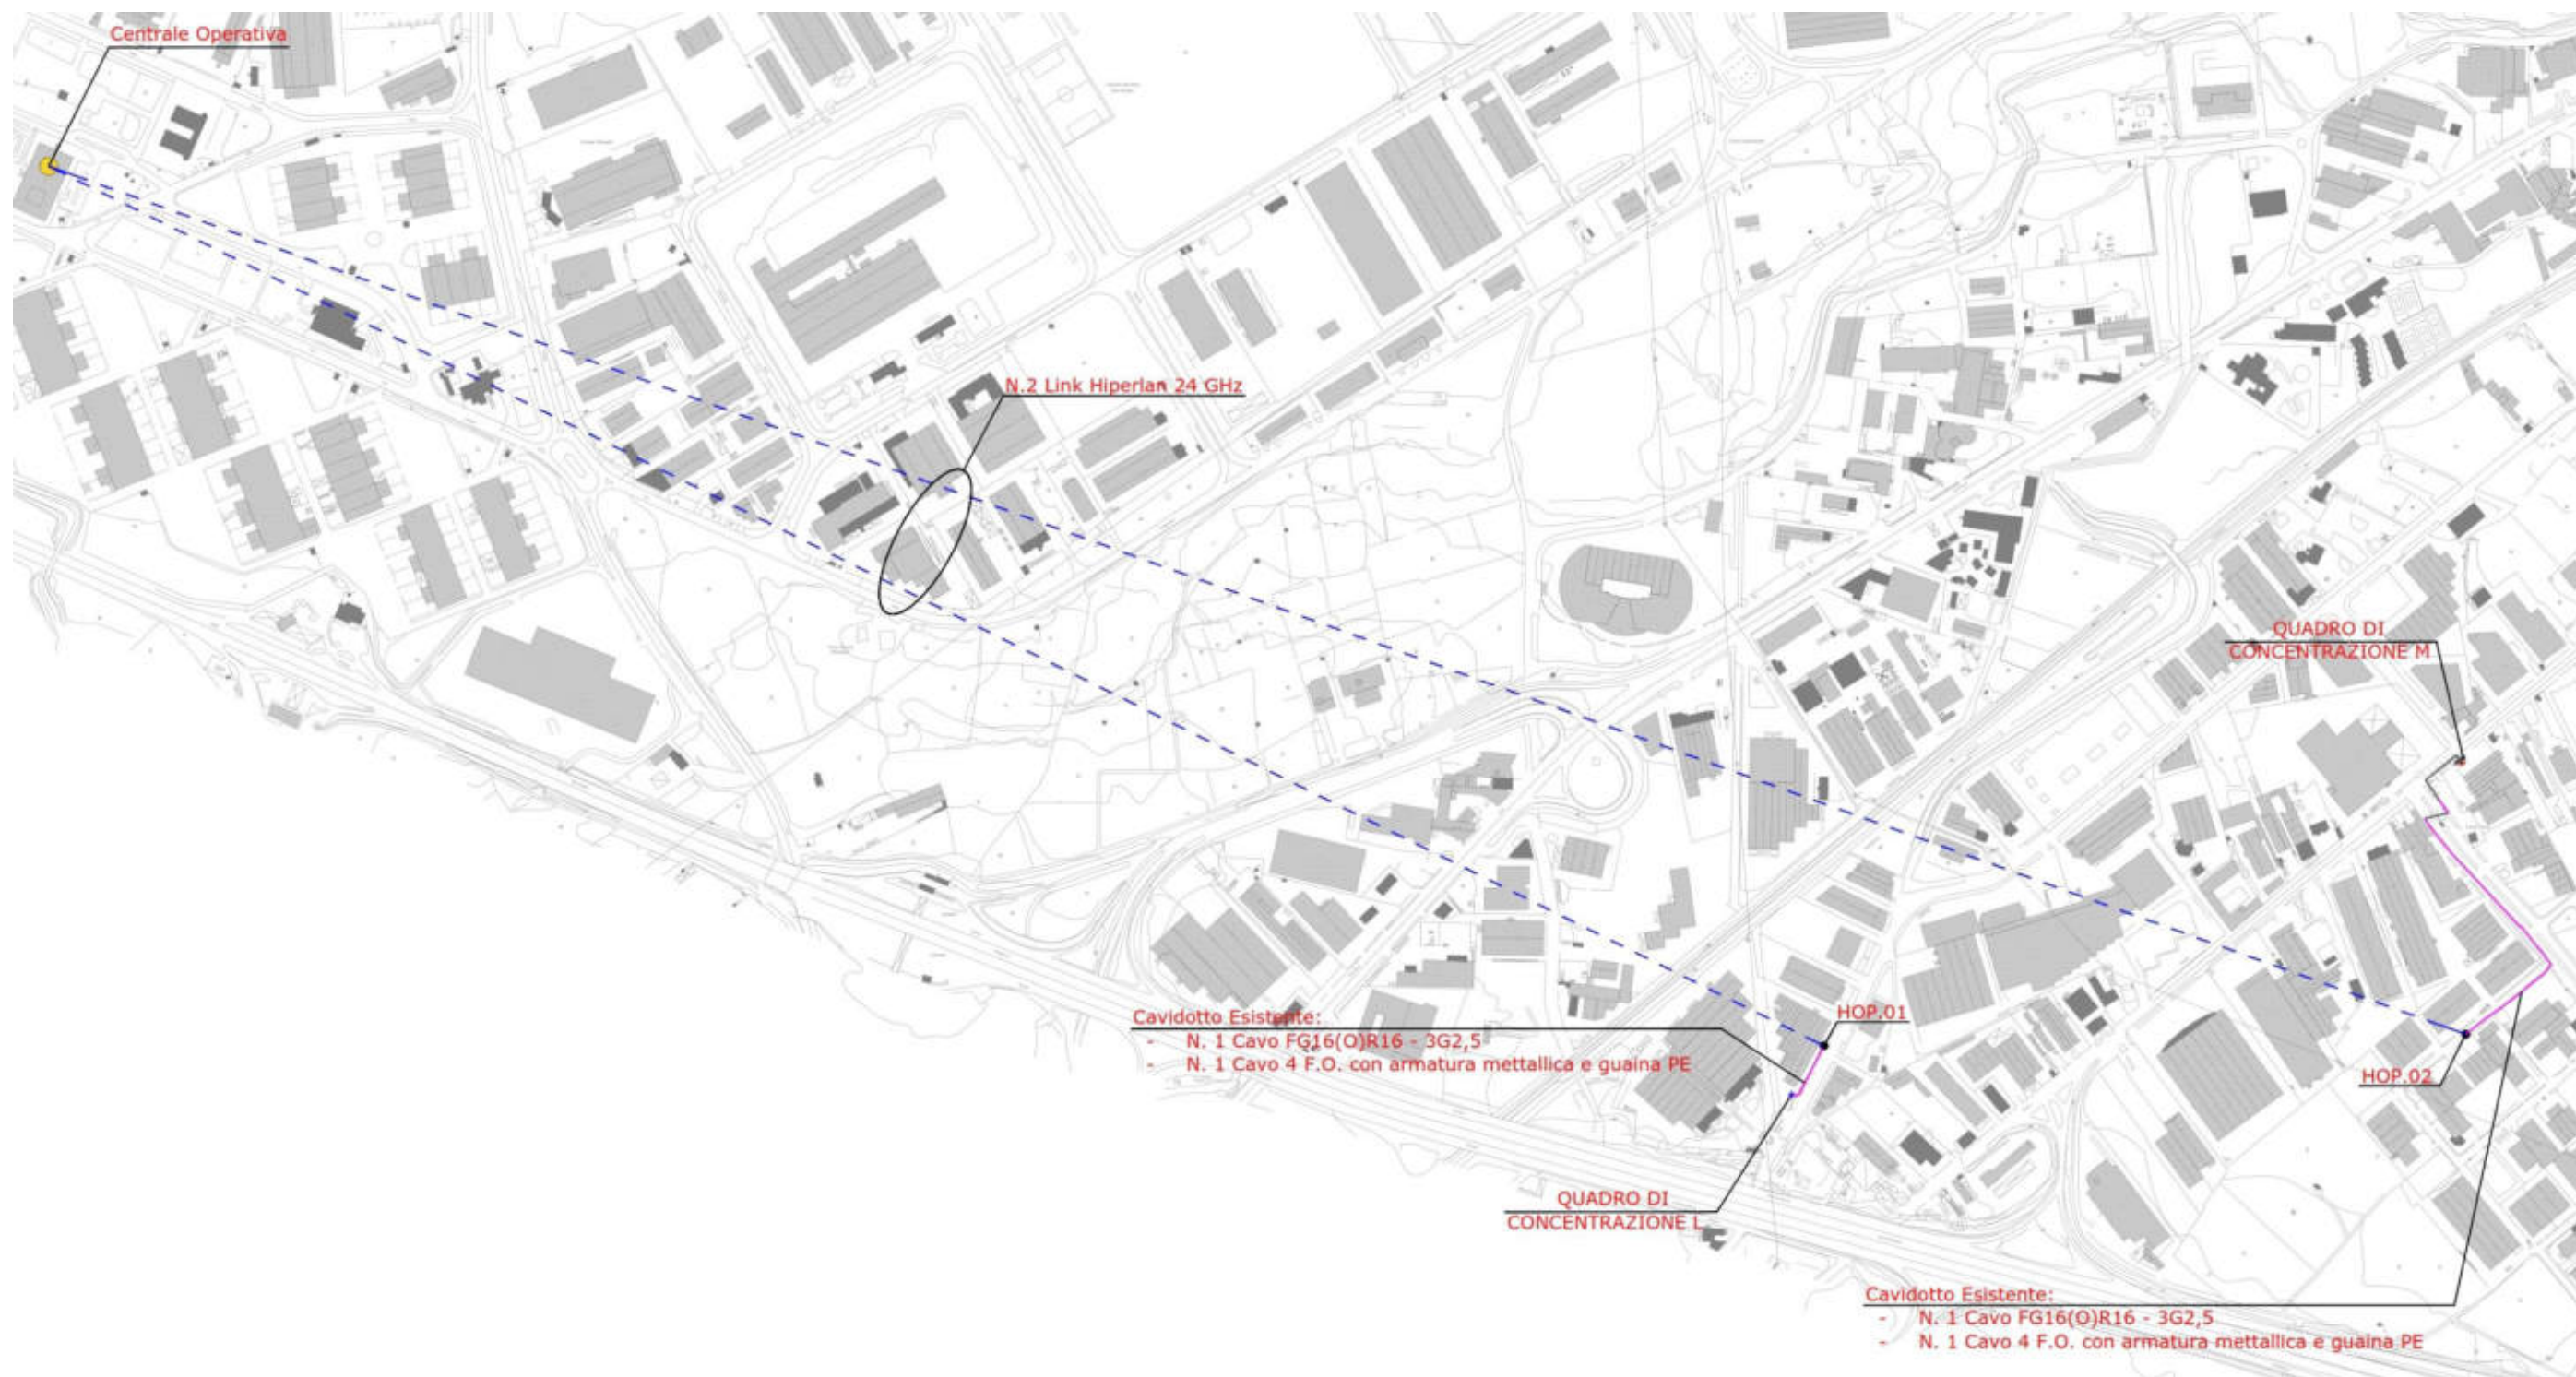 Centrale Operativa
N.2 Link Hiperlan 24 GHz
QUADRO DI
CONCENTRAZIONE M
Cavidotto Esistente:
- N. 1 Cavo FG16(O)R16 - 3G2,5
- N. 1 Cavo 4 F.O. con armatura mettallica e guaina PE
HOP.01
HOP.02
QUADRO DI
CONCENTRAZIONE L
Cavidotto Esistente:
- N. 1 Cavo FG16(O)R16 - 3G2,5
- N. 1 Cavo 4 F.O. con armatura mettallica e guaina PE